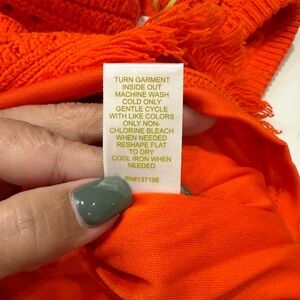 TURN GARMENT
INSIDE OUT
MACHINE WASH
COLD ONLY
GENTLE CYCLE
WITH LIKE COLORS
ONLY NON-
CHLORINE BLEACH
WHEN NEEDED
RESHAPE FLAT
TO DRY
COOL IRON WHEN
NEEDED
RN#137198